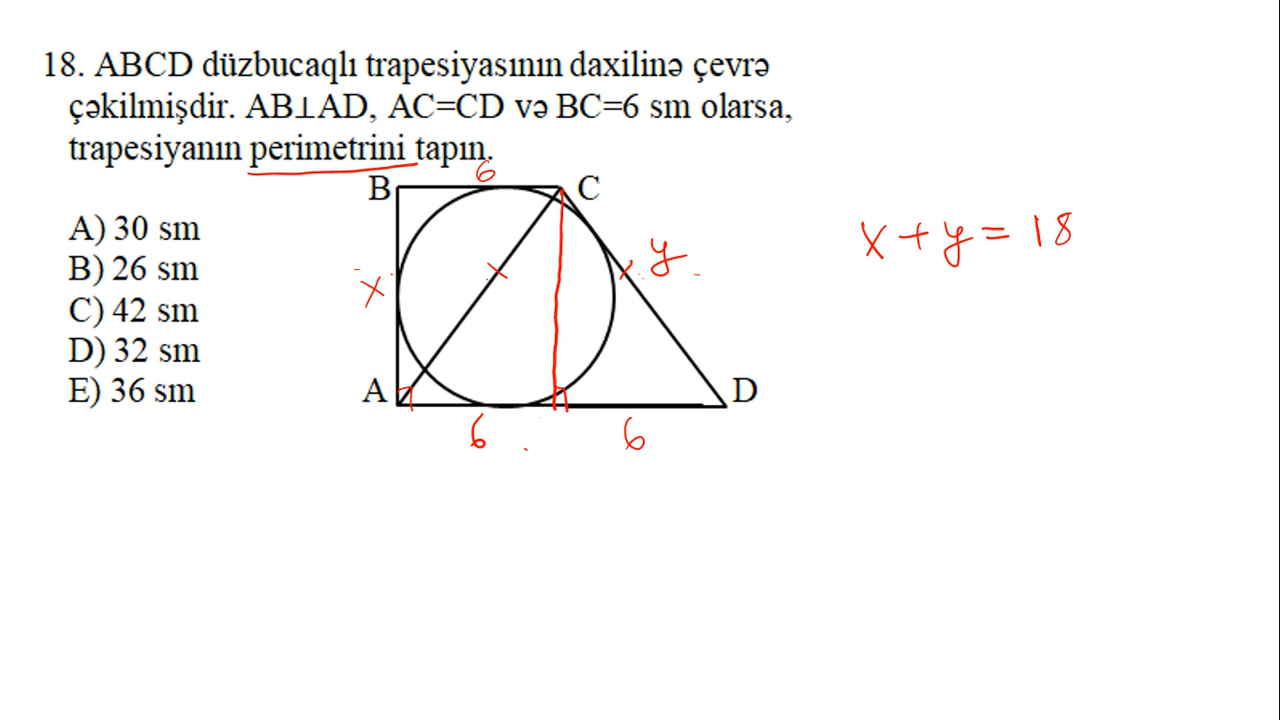 18. ABCD düzbucaqlı trapesiyasının daxilinə çevrə
çəkilmişdir. AB⊥AD, AC=CD və BC=6 sm olarsa,
trapesiyanın perimetrini tapın.
A) 30 sm
B) 26 sm
C) 42 sm
D) 32 sm
E) 36 sm
6
B C
x y
A D
6 6
x + y = 18